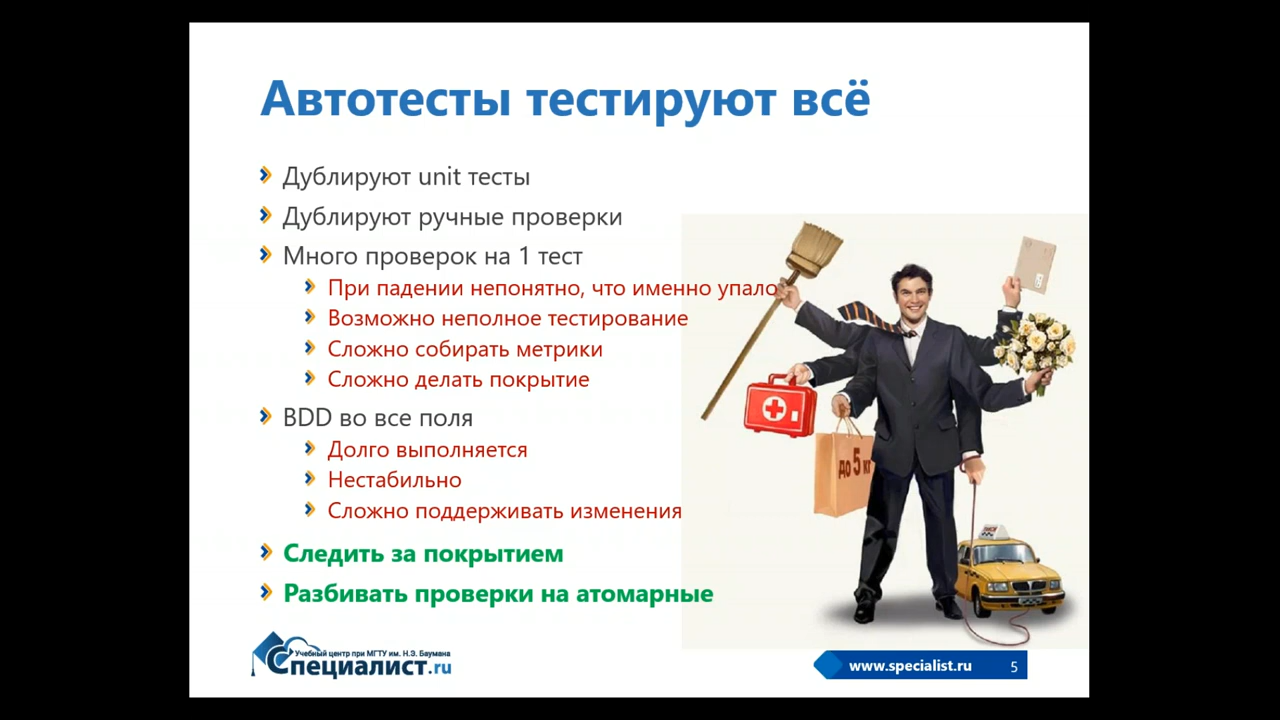 Автотесты тестируют всё
Дублируют unit тесты
Дублируют ручные проверки
Много проверок на 1 тест
При падении непонятно, что именно упало
Возможно неполное тестирование
Сложно собирать метрики
Сложно делать покрытие
BDD во все поля
Долго выполняется
Нестабильно
Сложно поддерживать изменения
Следить за покрытием
Разбивать проверки на атомарные
до 5 кг
Учебный центр при МГТУ им. Н.Э. Баумана
Специалист.ru
www.specialist.ru 5